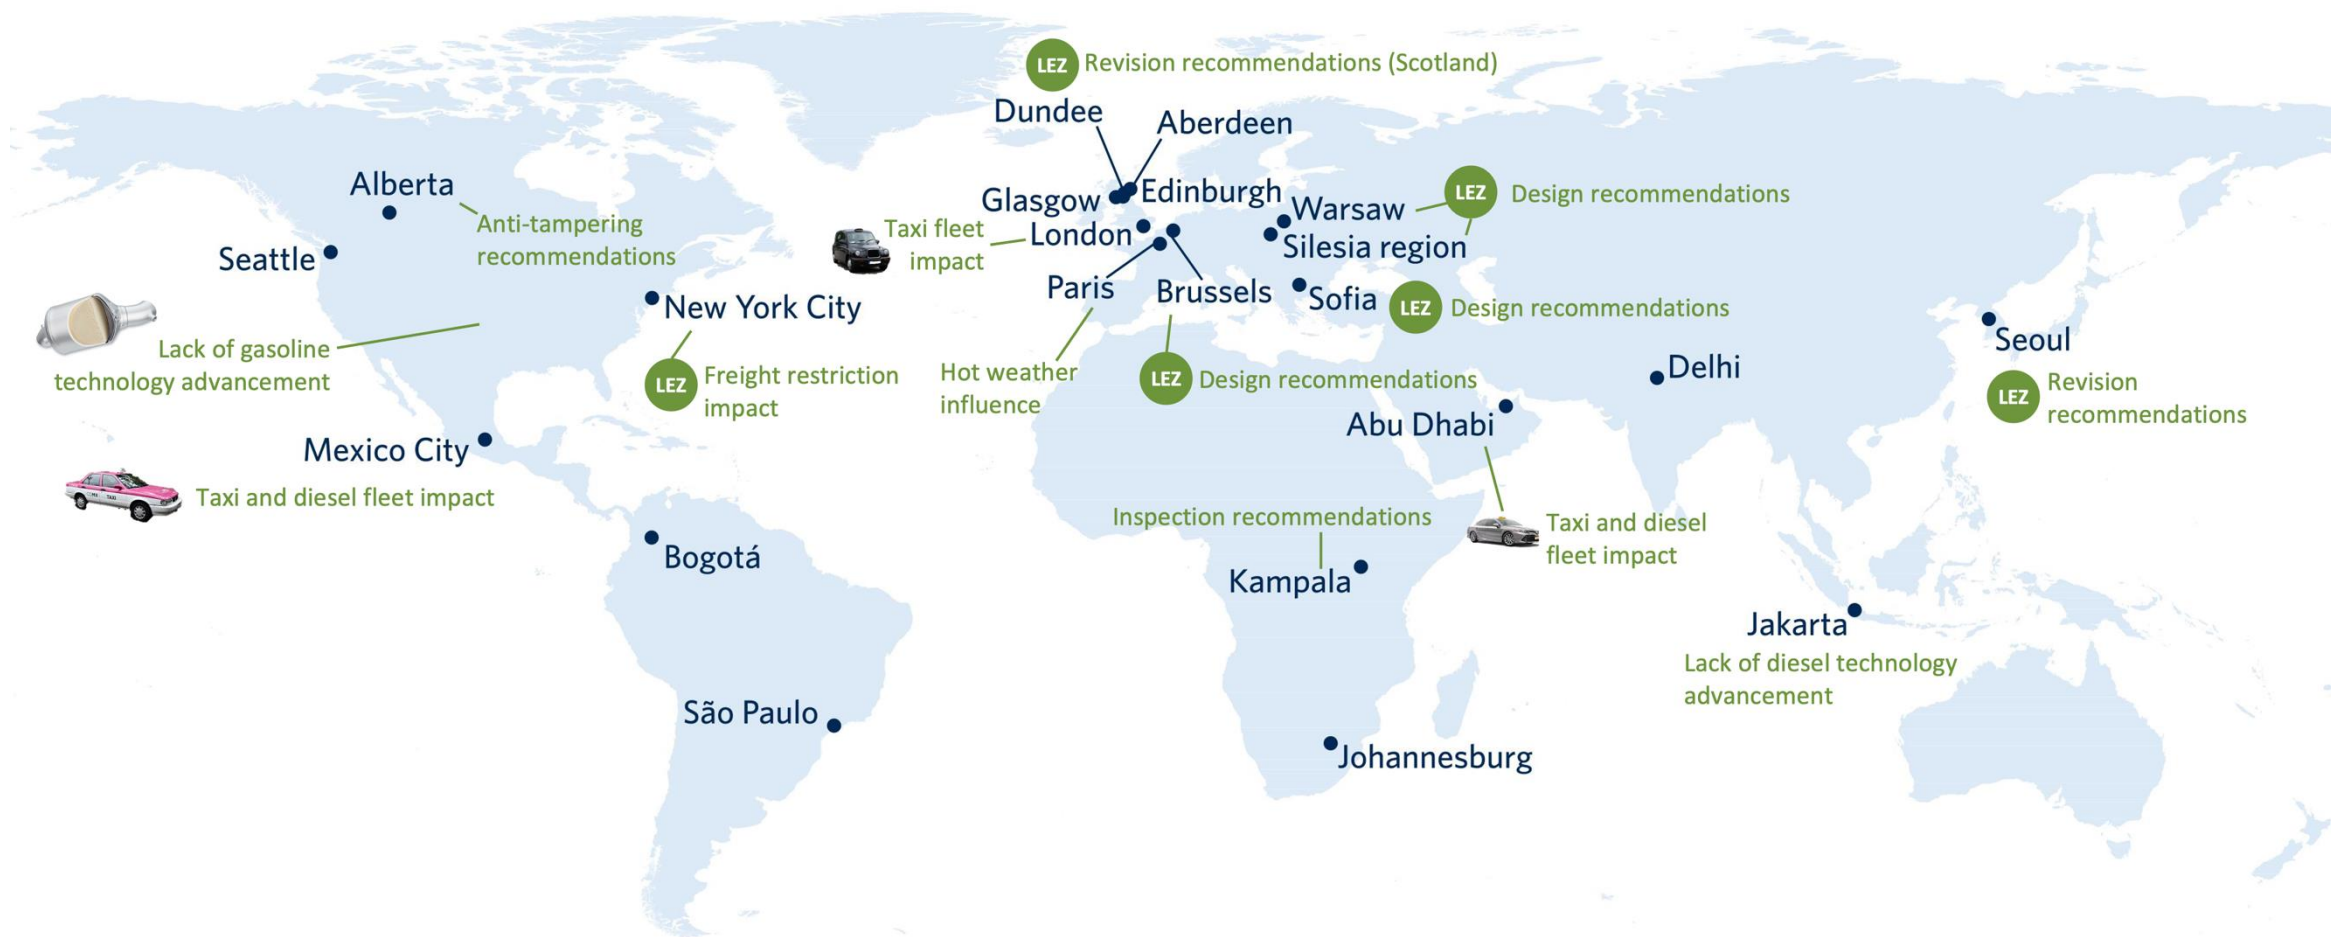 LEZ Revision recommendations (Scotland)
Dundee
Aberdeen
Alberta
Anti-tampering
recommendations
Seattle
Glasgow
Edinburgh
Taxi fleet
impact
London
Warsaw
Silesia region
LEZ Design recommendations
Paris
Brussels
Sofia
LEZ Design recommendations
New York City
Lack of gasoline
technology advancement
LEZ Freight restriction
impact
Hot weather
influence
LEZ Design recommendations
Delhi
Seoul
LEZ Revision
recommendations
Abu Dhabi
Mexico City
TAXI
Taxi and diesel fleet impact
Inspection recommendations
Taxi and diesel
fleet impact
Bogotá
Kampala
Jakarta
Lack of diesel technology
advancement
São Paulo
Johannesburg